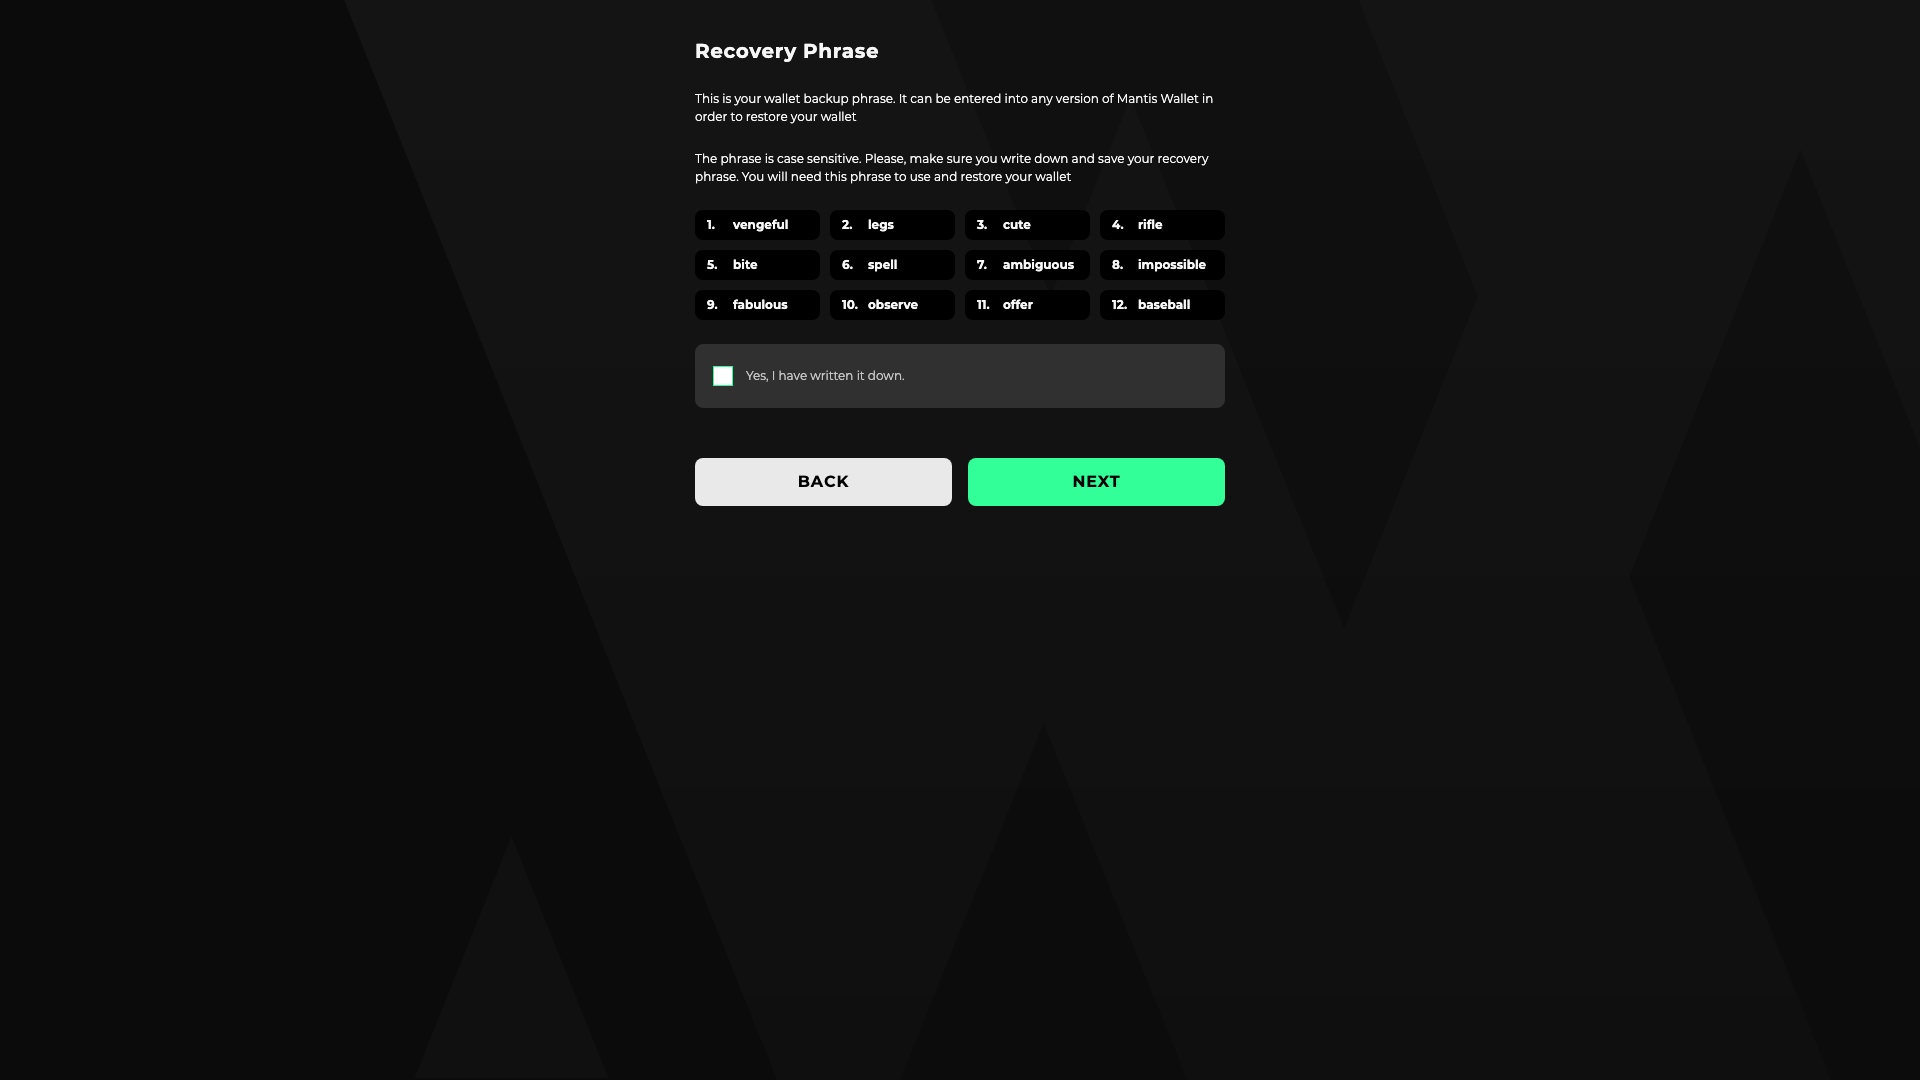 Recovery Phrase
This is your wallet backup phrase. It can be entered into any version of Mantis Wallet in
order to restore your wallet
The phrase is case sensitive. Please, make sure you write down and save your recovery
phrase. You will need this phrase to use and restore your wallet
1. vengeful 2. legs 3. cute 4. rifle
5. bite 6. spell 7. ambiguous 8. impossible
9. fabulous 10. observe 11. offer 12. baseball
Yes, I have written it down.
BACK NEXT